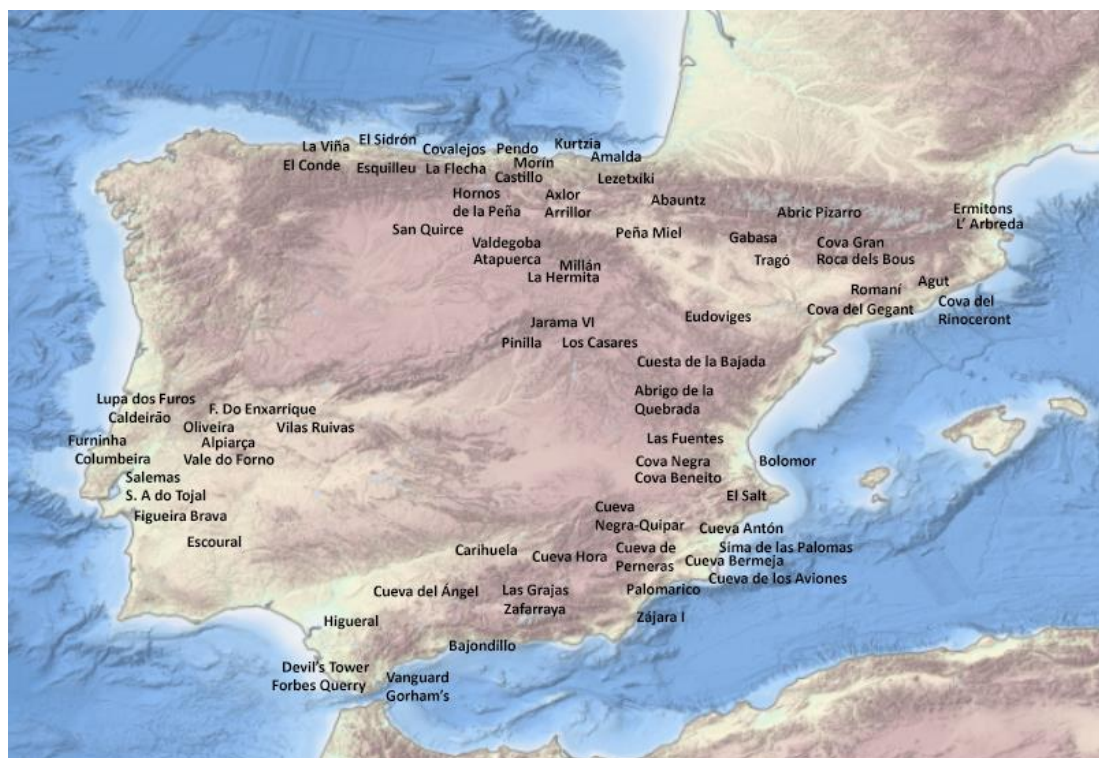 El Sidrón
La Viña
Covalejos
Pendo
Kurtzia
El Conde
Esquilleu
La Flecha
Morín
Amalda
Castillo
Lezetxiki
Hornos
de la Peña
Axlor
Arrillor
Abauntz
Abric Pizarro
Ermitons
L' Arbreda
San Quirce
Valdegoba
Atapuerca
Peña Miel
Gabasa
Cova Gran
Roca dels Bous
Tragó
Millán
La Hermita
Romaní
Agut
Cova del Gegant
Cova del
Rinoceront
Eudoviges
Jarama VI
Pinilla
Los Casares
Cuesta de la Bajada
Abrigo de la
Quebrada
Lupa dos Furos
Caldeirão
F. Do Enxarrique
Oliveira
Vilas Ruivas
Furninha
Alpiarça
Las Fuentes
Columbeira
Vale do Forno
Cova Negra
Cova Beneito
Bolomor
Salemas
S. A do Tojal
El Salt
Figueira Brava
Cueva
Negra-Quipar
Cueva Antón
Escoural
Carihuela
Cueva Hora
Cueva de
Perneras
Sima de las Palomas
Cueva Bermeja
Cueva de los Aviones
Cueva del Ángel
Las Grajas
Zafarraya
Palomarico
Higueral
Zájara I
Bajondillo
Devil's Tower
Forbes Querry
Vanguard
Gorham's